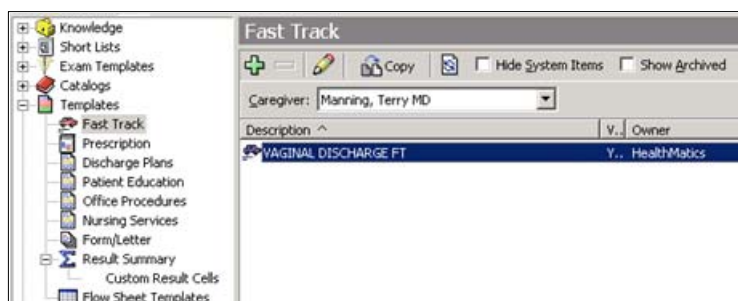 Knowledge
Short Lists
Exam Templates
Catalogs
Templates
Fast Track
Prescription
Discharge Plans
Patient Education
Office Procedures
Nursing Services
Form/Letter
Result Summary
Custom Result Cells
Flow Sheet Templates
Fast Track
Copy Hide System Items Show Archived
Caregiver: Manning, Terry MD
Description ^ V.. Owner
VAGINAL DISCHARGE FT Y.. HealthMatics